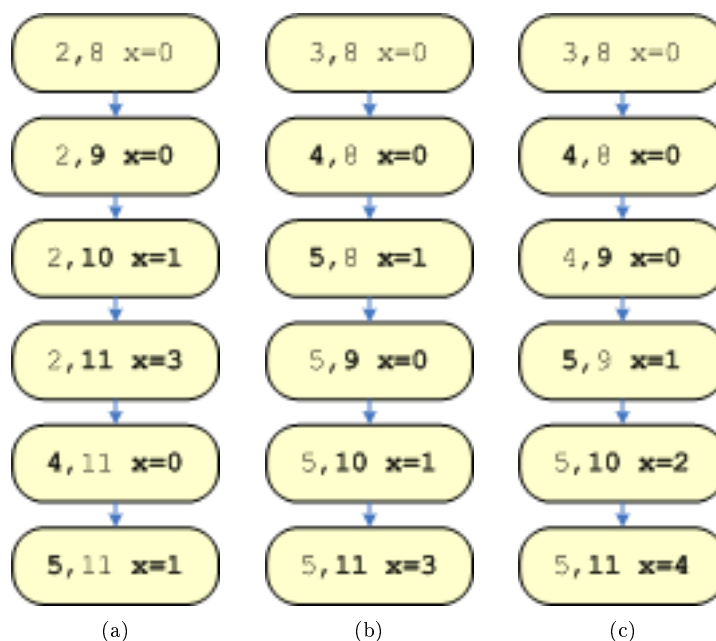 2,8 x=0
2,9 x=0
2,10 x=1
2,11 x=3
4,11 x=0
5,11 x=1
(a)
3,8 x=0
4,8 x=0
5,8 x=1
5,9 x=0
5,10 x=1
5,11 x=3
(b)
3,8 x=0
4,8 x=0
4,9 x=0
5,9 x=1
5,10 x=2
5,11 x=4
(c)